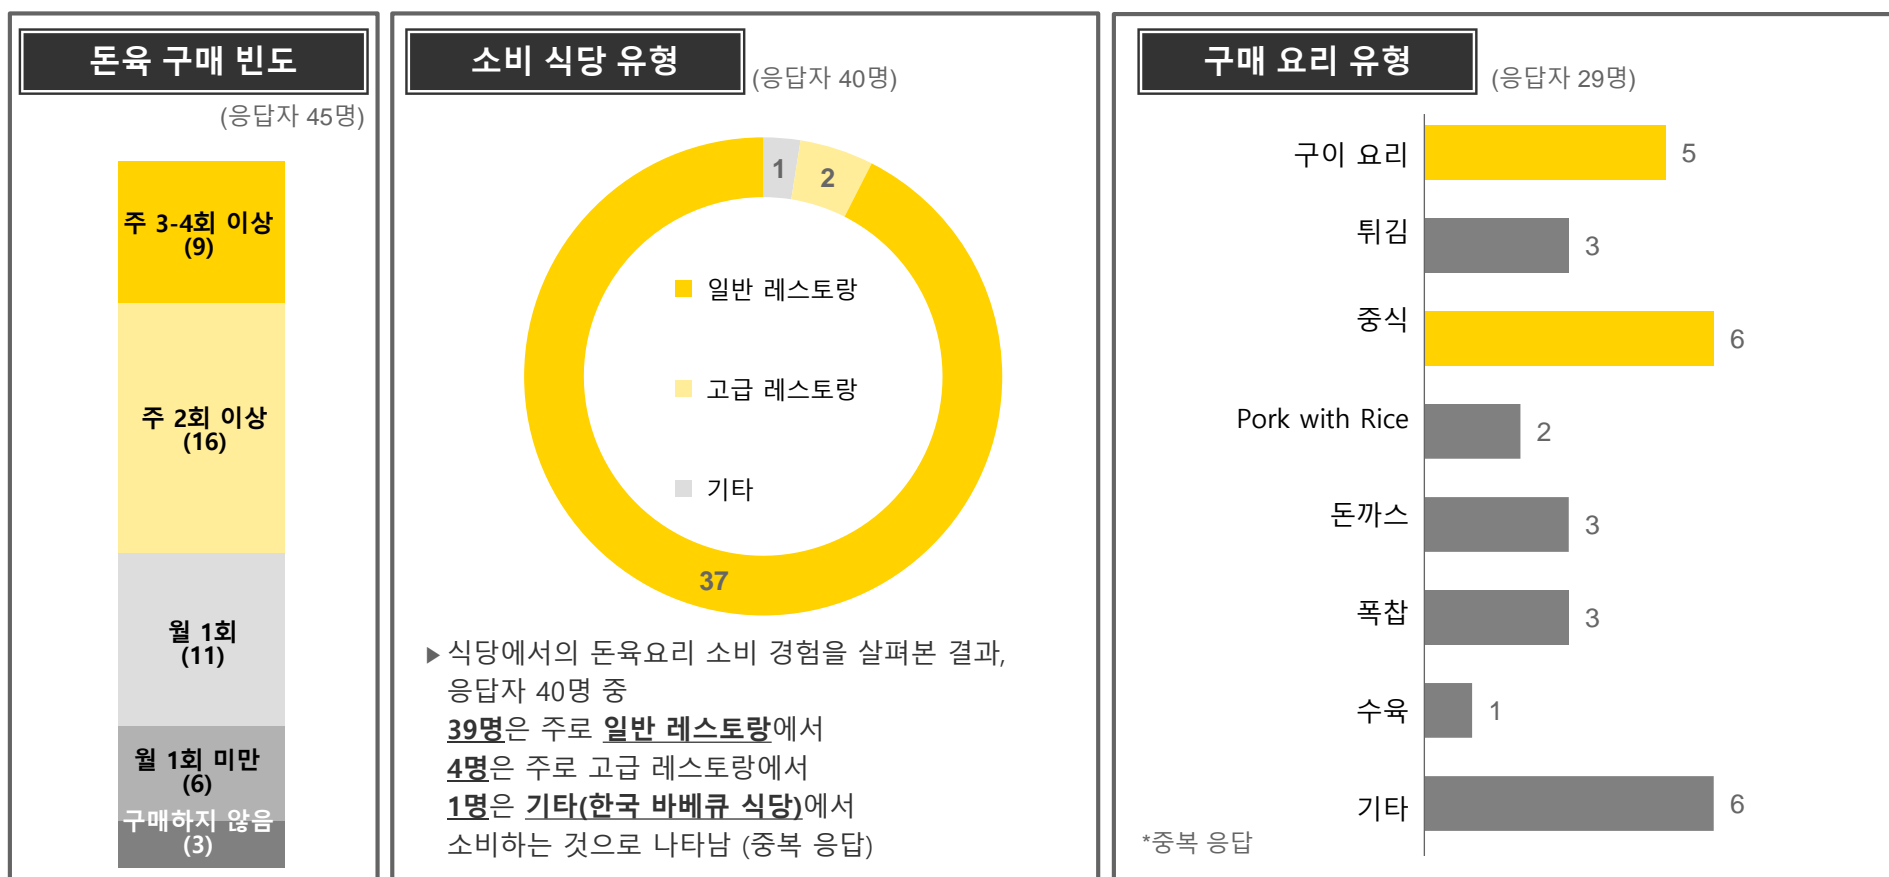 돈육 구매 빈도
(응답자 45명)
주 3-4회 이상
(9)
주 2회 이상
(16)
월 1회
(11)
월 1회 미만
(6)
구매하지 않음
(3)
소비 식당 유형
(응답자 40명)
1
2
일반 레스토랑
고급 레스토랑
기타
37
▶식당에서의 돈육요리 소비 경험을 살펴본 결과,
응답자 40명 중
39명은 주로 일반 레스토랑에서
4명은 주로 고급 레스토랑에서
1명은 기타(한국 바베큐 식당)에서
소비하는 것으로 나타남 (중복 응답)
구매 요리 유형
(응답자 29명)
구이 요리 5
튀김 3
중식 6
Pork with Rice 2
돈까스 3
폭찹 3
수육 1
기타 6
*중복 응답